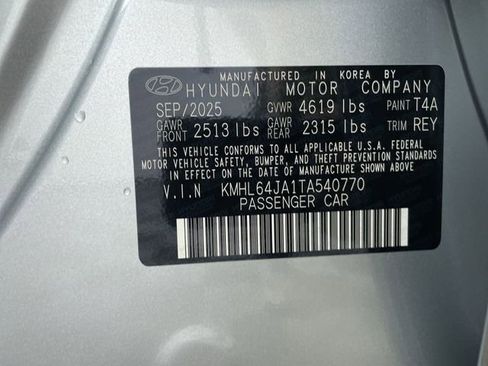 MANUFACTURED IN KOREA BY
HYUNDAI MOTOR COMPANY
SEP/2025 GVWR 4619 lbs PAINT T4A
GAWR FRONT 2513 lbs GAWR REAR 2315 lbs TRIM REY
THIS VEHICLE CONFORMS TO ALL APPLICABLE U.S.A. FEDERAL
MOTOR VEHICLE SAFETY, BUMPER, AND THEFT PREVENTION STANDARDS
IN EFFECT ON THE DATE OF MANUFACTURE SHOWN ABOVE.
V.I.N KMHL64JA1TA540770
PASSENGER CAR